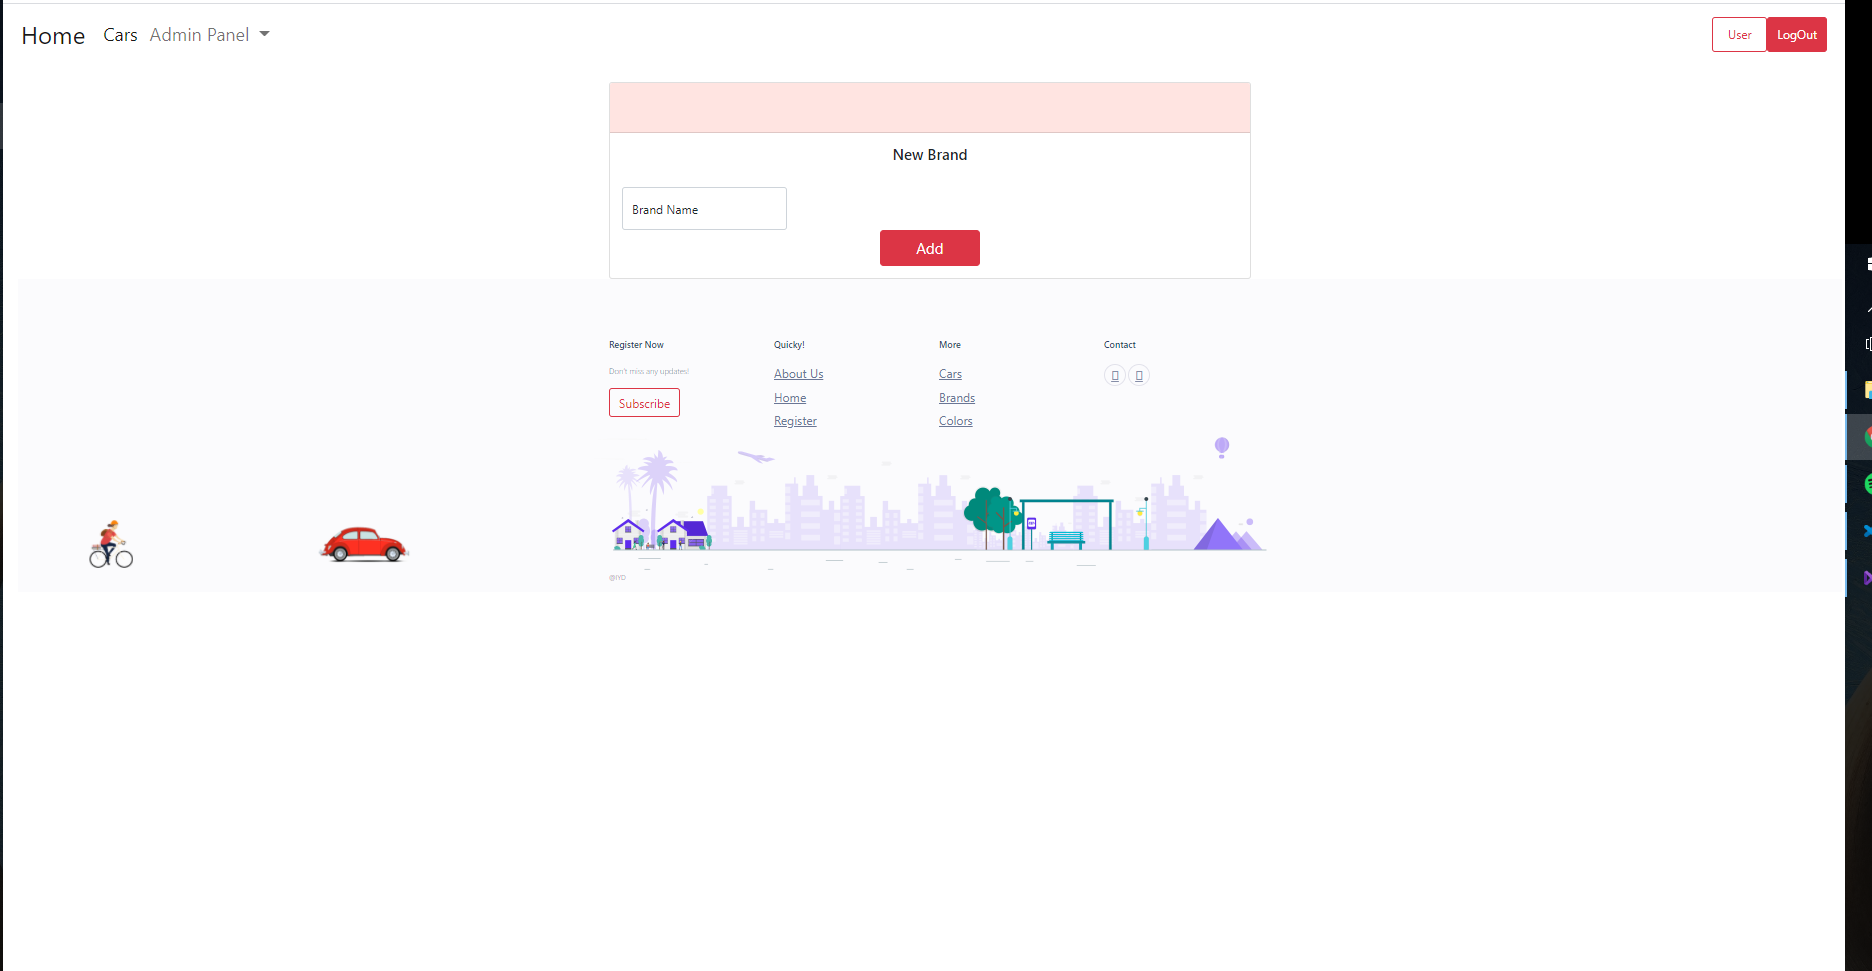 Home Cars Admin Panel User LogOut
New Brand
Brand Name
Add
Register Now Quicky! More Contact
Don't miss any updates!
About Us Cars
Subscribe
Home Brands
Register Colors
@IYD